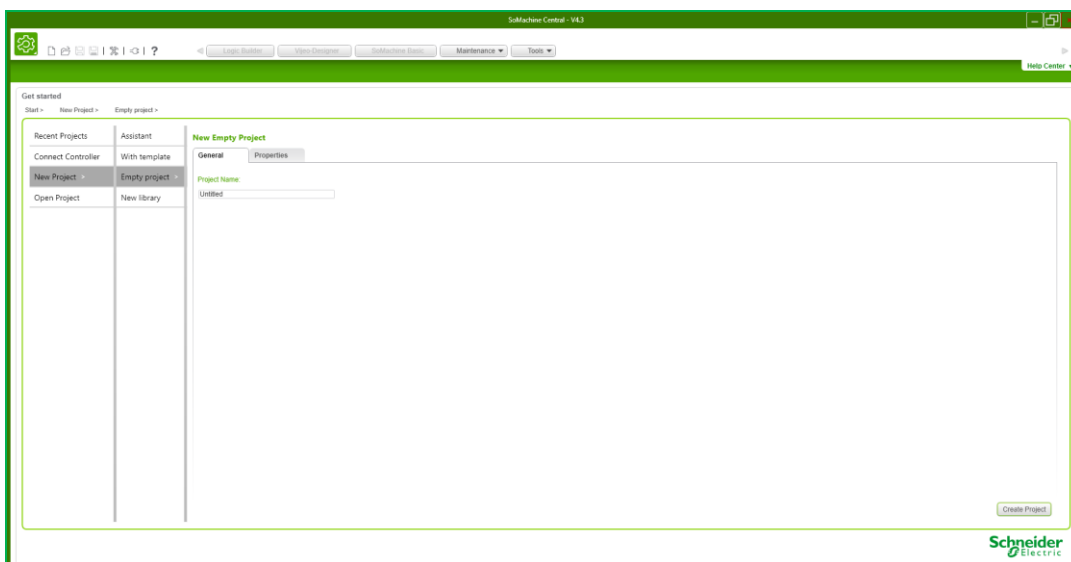 SoMachine Central - V4.3
Logic Builder Vijeo-Designer SoMachine Basic Maintenance Tools
Help Center
Get started
Start > New Project > Empty project >
Recent Projects
Connect Controller
New Project >
Open Project
Assistant
With template
Empty project >
New library
New Empty Project
General Properties
Project Name:
Untitled
Create Project
Schneider
Electric